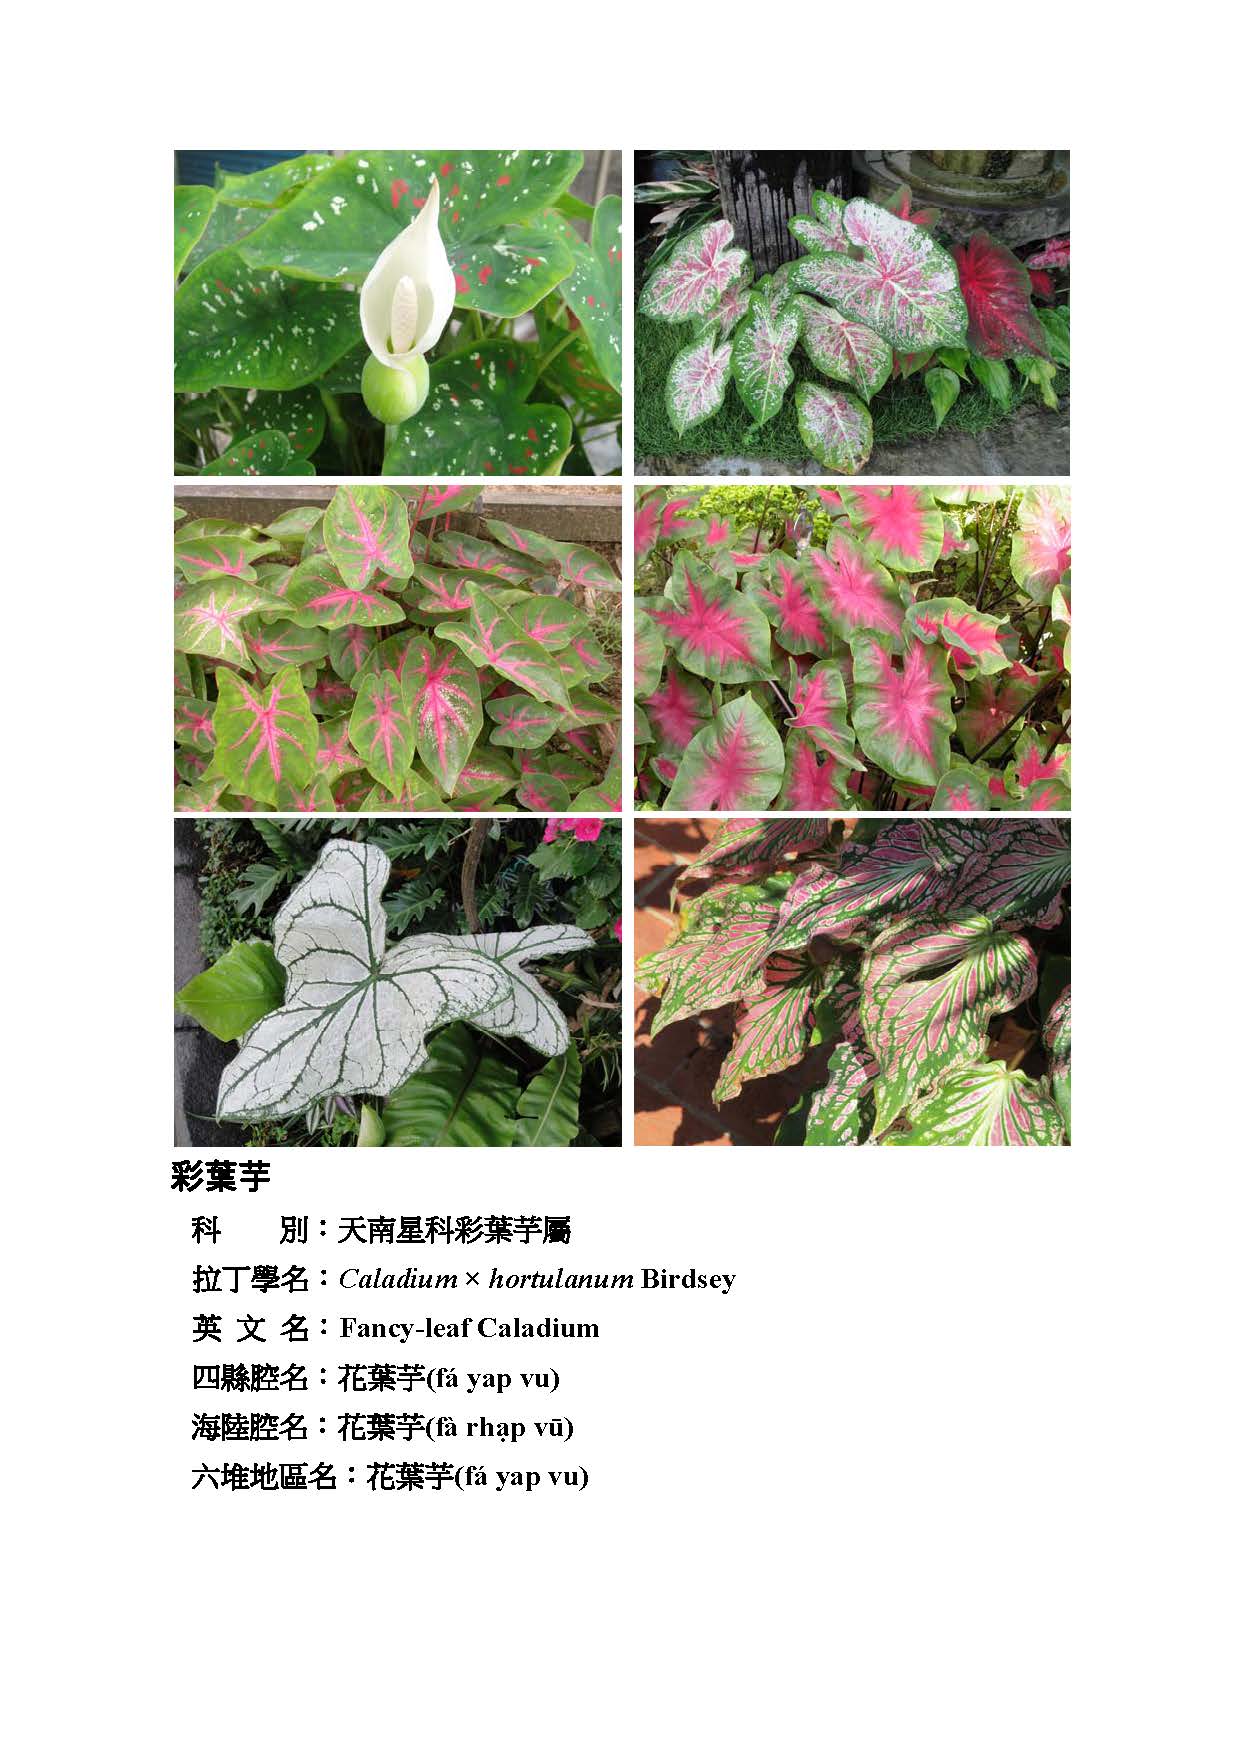 彩葉芋
科　　別：天南星科彩葉芋屬
拉丁學名：Caladium × hortulanum Birdsey
英 文 名：Fancy-leaf Caladium
四縣腔名：花葉芋(fá yap vu)
海陸腔名：花葉芋(fà rhạp vū)
六堆地區名：花葉芋(fá yap vu)